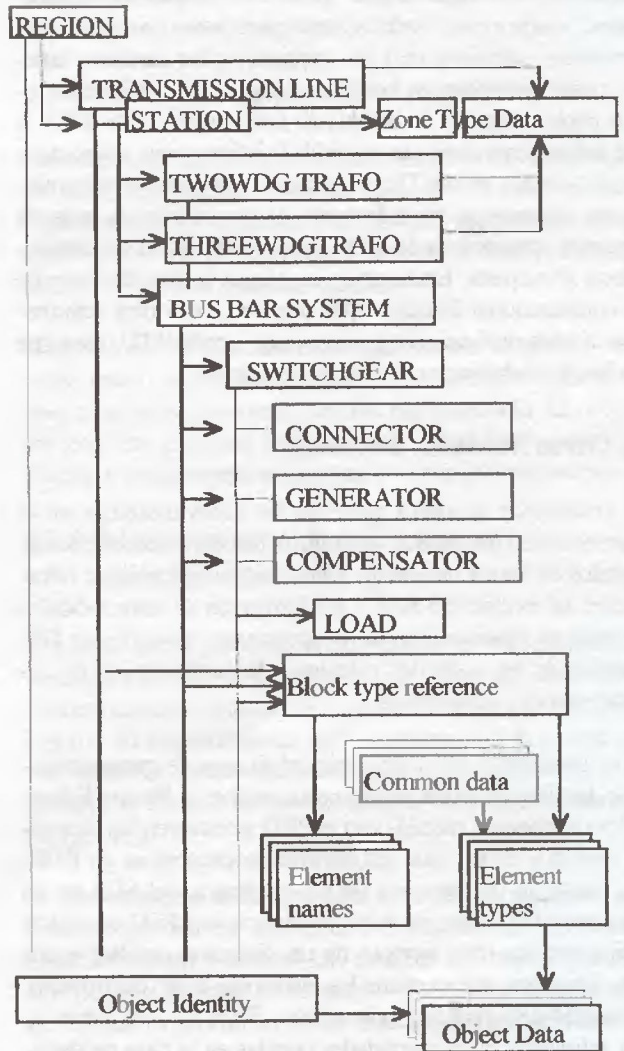 REGION
TRANSMISSION LINE
STATION
Zone Type Data
TWOWDG TRAFO
THREEWDGTRAFO
BUS BAR SYSTEM
SWITCHGEAR
CONNECTOR
GENERATOR
COMPENSATOR
LOAD
Block type reference
Common data
Element
names
Element
types
Object Identity
Object Data